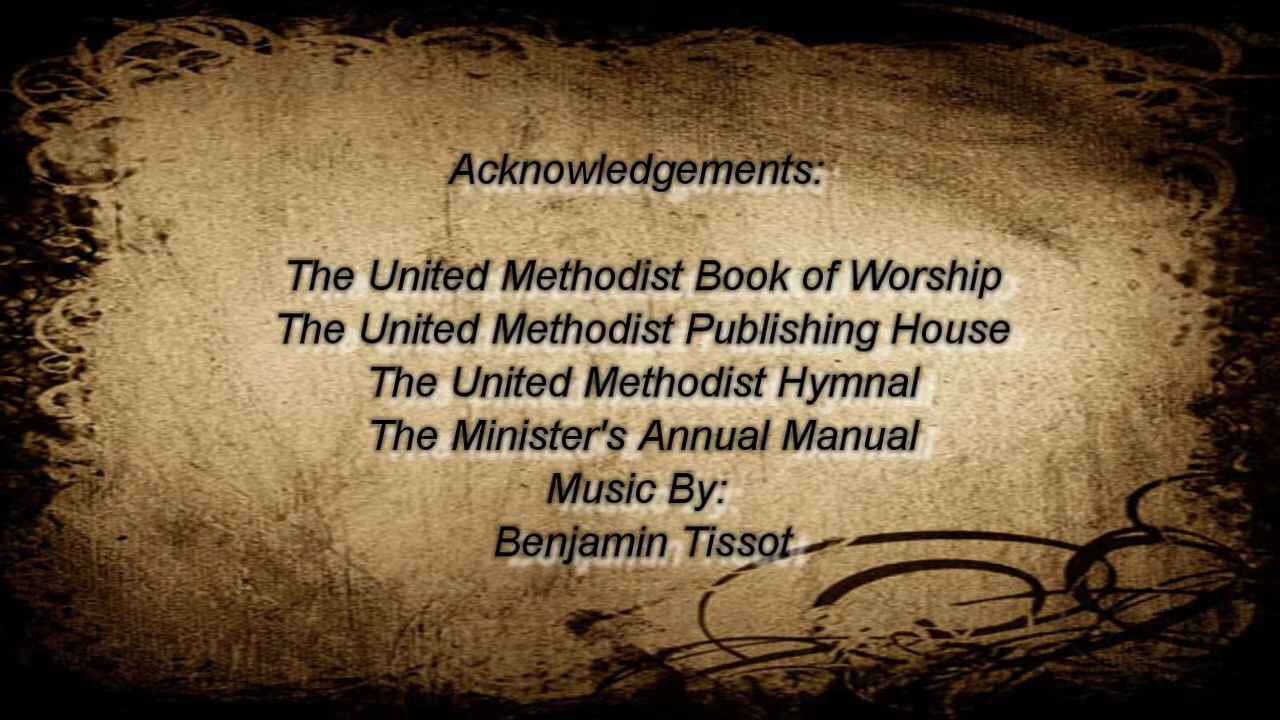 Acknowledgements:
The United Methodist Book of Worship
The United Methodist Publishing House
The United Methodist Hymnal
The Minister's Annual Manual
Music By:
Benjamin Tissot